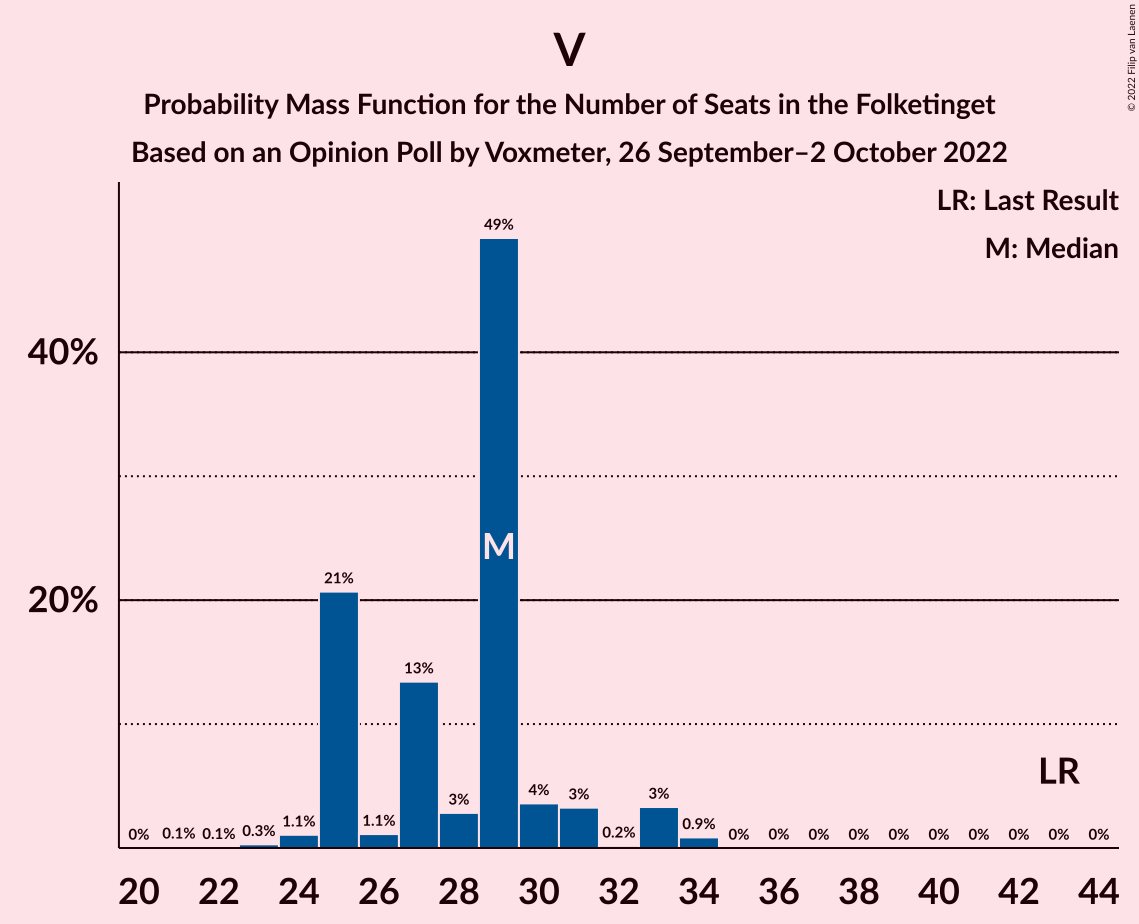 V
Probability Mass Function for the Number of Seats in the Folketinget
Based on an Opinion Poll by Voxmeter, 26 September–2 October 2022
© 2022 Filip van Laenen
LR: Last Result
M: Median
49%
40%
M
21%
20%
13%
LR
0% 0.1% 0.1% 0.3% 1.1% 1.1% 3% 4% 3% 0.2% 3% 0.9% 0% 0% 0% 0% 0% 0% 0% 0% 0% 0%
20 22 24 26 28 30 32 34 36 38 40 42 44